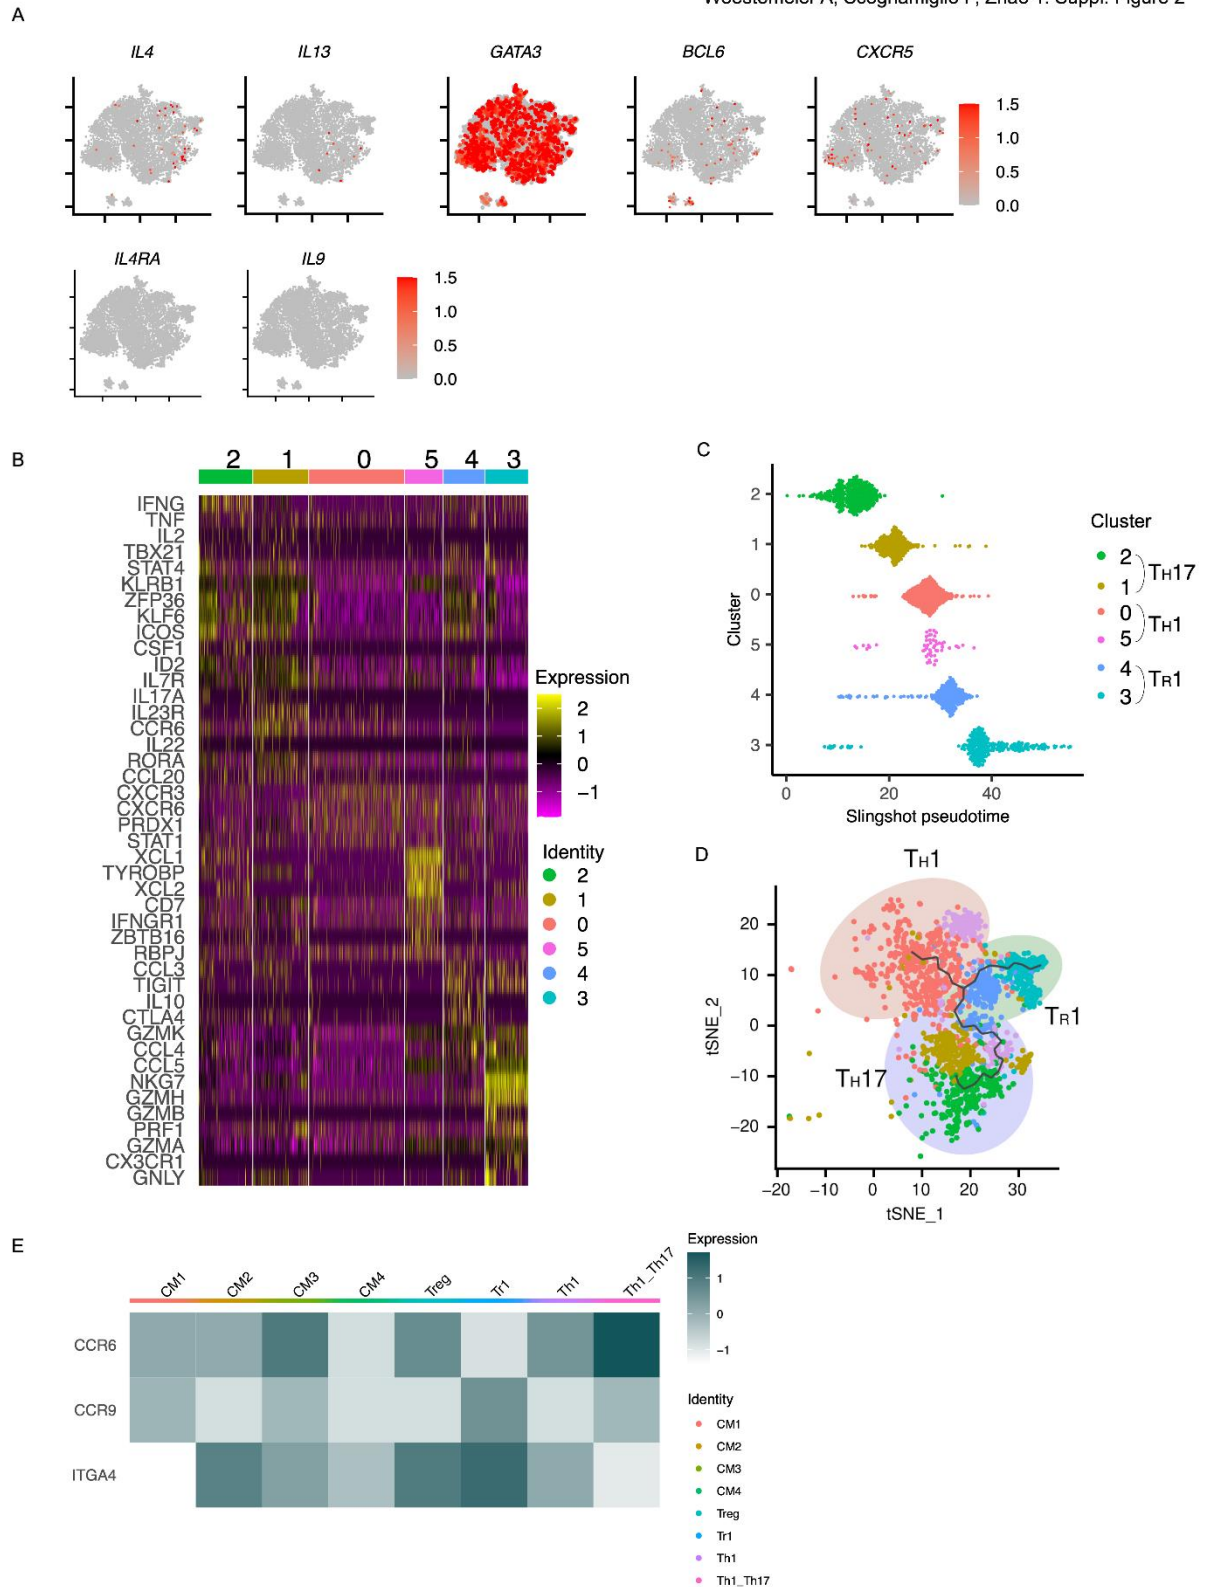 Woestemeier A, Scognamiglio P, Zhao Y. Suppl. Figure 2
A
IL4 IL13 GATA3 BCL6 CXCR5
1.5
1.0
0.5
0.0
IL4RA IL9
1.5
1.0
0.5
0.0
B
2 1 0 5 4 3
IFNG
TNF
IL2
TBX21
STAT4
KLRB1
ZFP36
KLF6
ICOS
CSF1
ID2
IL7R
IL17A
IL23R
CCR6
IL22
RORA
CCL20
CXCR3
CXCR6
PRDX1
STAT1
XCL1
TYROBP
XCL2
CD7
IFNGR1
ZBTB16
RBPJ
CCL3
TIGIT
IL10
CTLA4
GZMK
CCL4
CCL5
NKG7
GZMH
GZMB
PRF1
GZMA
CX3CR1
GNLY
Expression
2
1
0
−1
Identity
2
1
0
5
4
3
C
Cluster
2
1
0
5
4
3
0 20 40
Slingshot pseudotime
Cluster
2
1
TH17
0
5
TH1
4
3
TR1
D
TH1
TR1
TH17
tSNE_2
20
10
0
−10
−20
−20 −10 0 10 20 30
tSNE_1
E
CM1 CM2 CM3 CM4 Treg Tr1 Th1 Th1_Th17
CCR6
CCR9
ITGA4
Expression
1
0
−1
Identity
CM1
CM2
CM3
CM4
Treg
Tr1
Th1
Th1_Th17